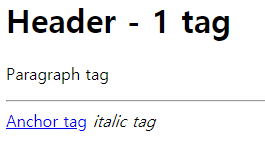 Header - 1 tag
Paragraph tag
Anchor tag italic tag